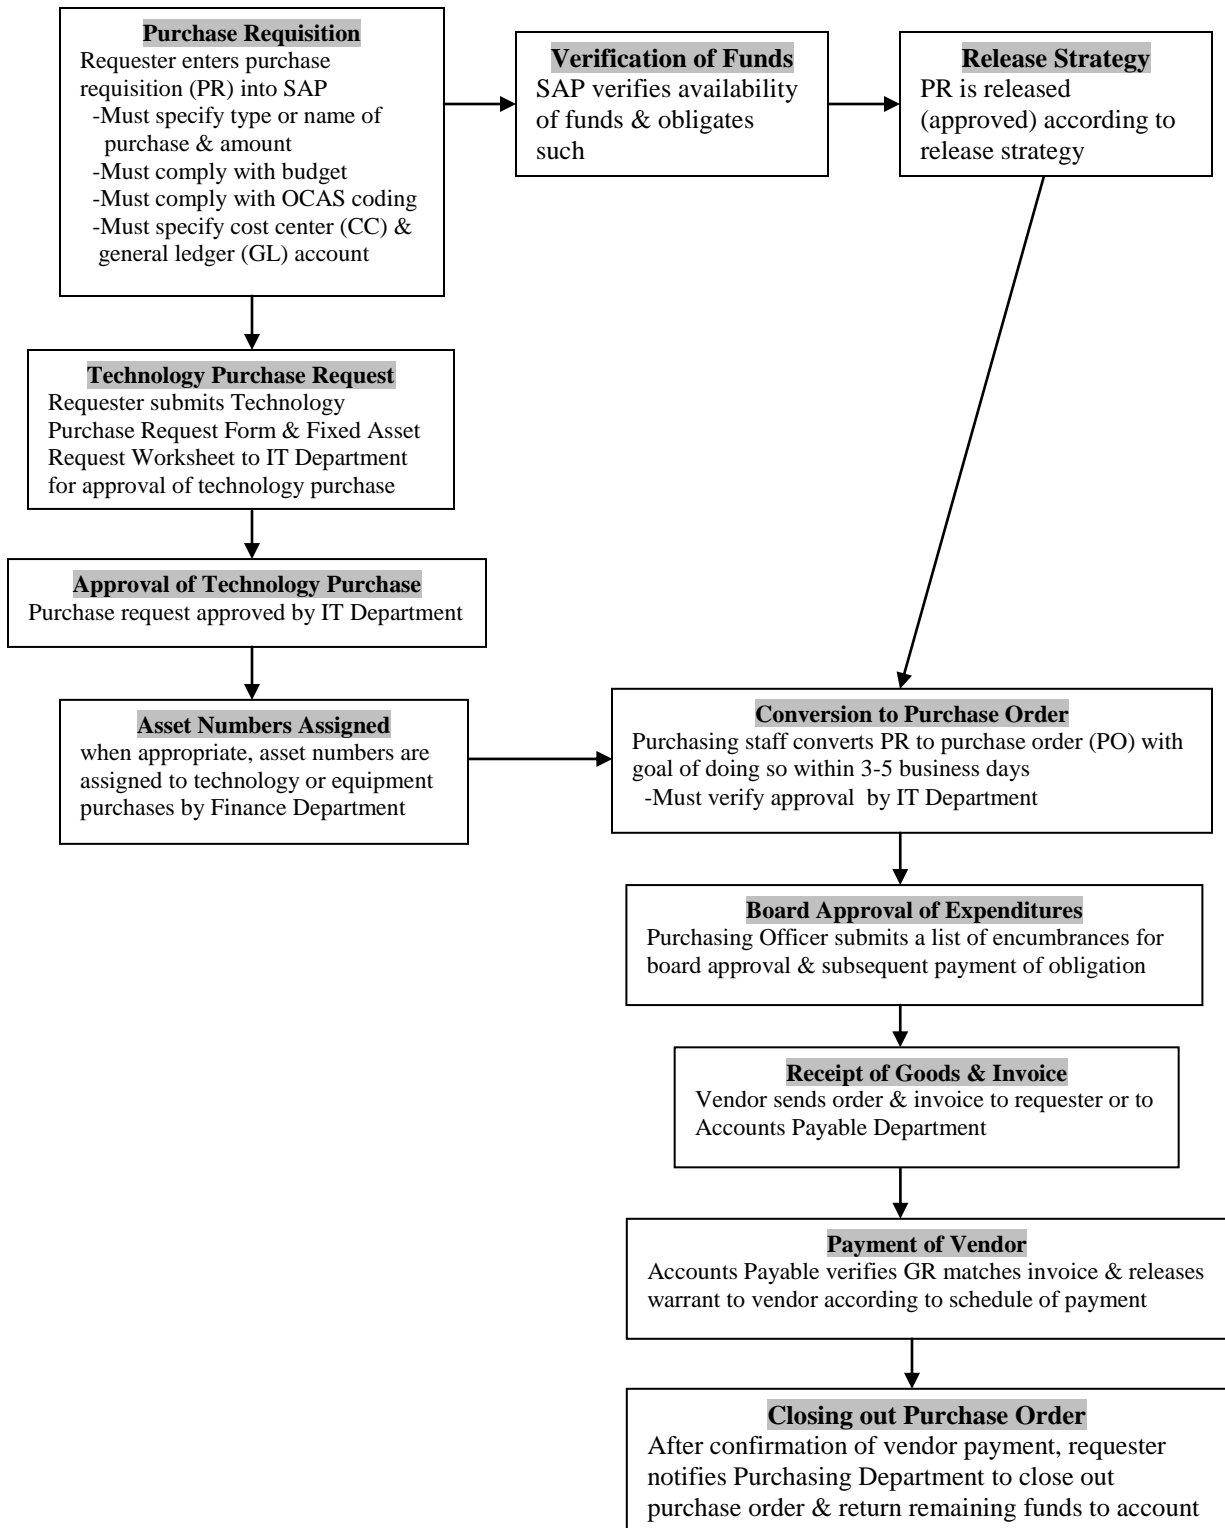 Purchase Requisition
Requester enters purchase
requisition (PR) into SAP
-Must specify type or name of
purchase & amount
-Must comply with budget
-Must comply with OCAS coding
-Must specify cost center (CC) &
general ledger (GL) account
Verification of Funds
SAP verifies availability
of funds & obligates
such
Release Strategy
PR is released
(approved) according to
release strategy
Technology Purchase Request
Requester submits Technology
Purchase Request Form & Fixed Asset
Request Worksheet to IT Department
for approval of technology purchase
Approval of Technology Purchase
Purchase request approved by IT Department
Asset Numbers Assigned
when appropriate, asset numbers are
assigned to technology or equipment
purchases by Finance Department
Conversion to Purchase Order
Purchasing staff converts PR to purchase order (PO) with
goal of doing so within 3-5 business days
-Must verify approval by IT Department
Board Approval of Expenditures
Purchasing Officer submits a list of encumbrances for
board approval & subsequent payment of obligation
Receipt of Goods & Invoice
Vendor sends order & invoice to requester or to
Accounts Payable Department
Payment of Vendor
Accounts Payable verifies GR matches invoice & releases
warrant to vendor according to schedule of payment
Closing out Purchase Order
After confirmation of vendor payment, requester
notifies Purchasing Department to close out
purchase order & return remaining funds to account